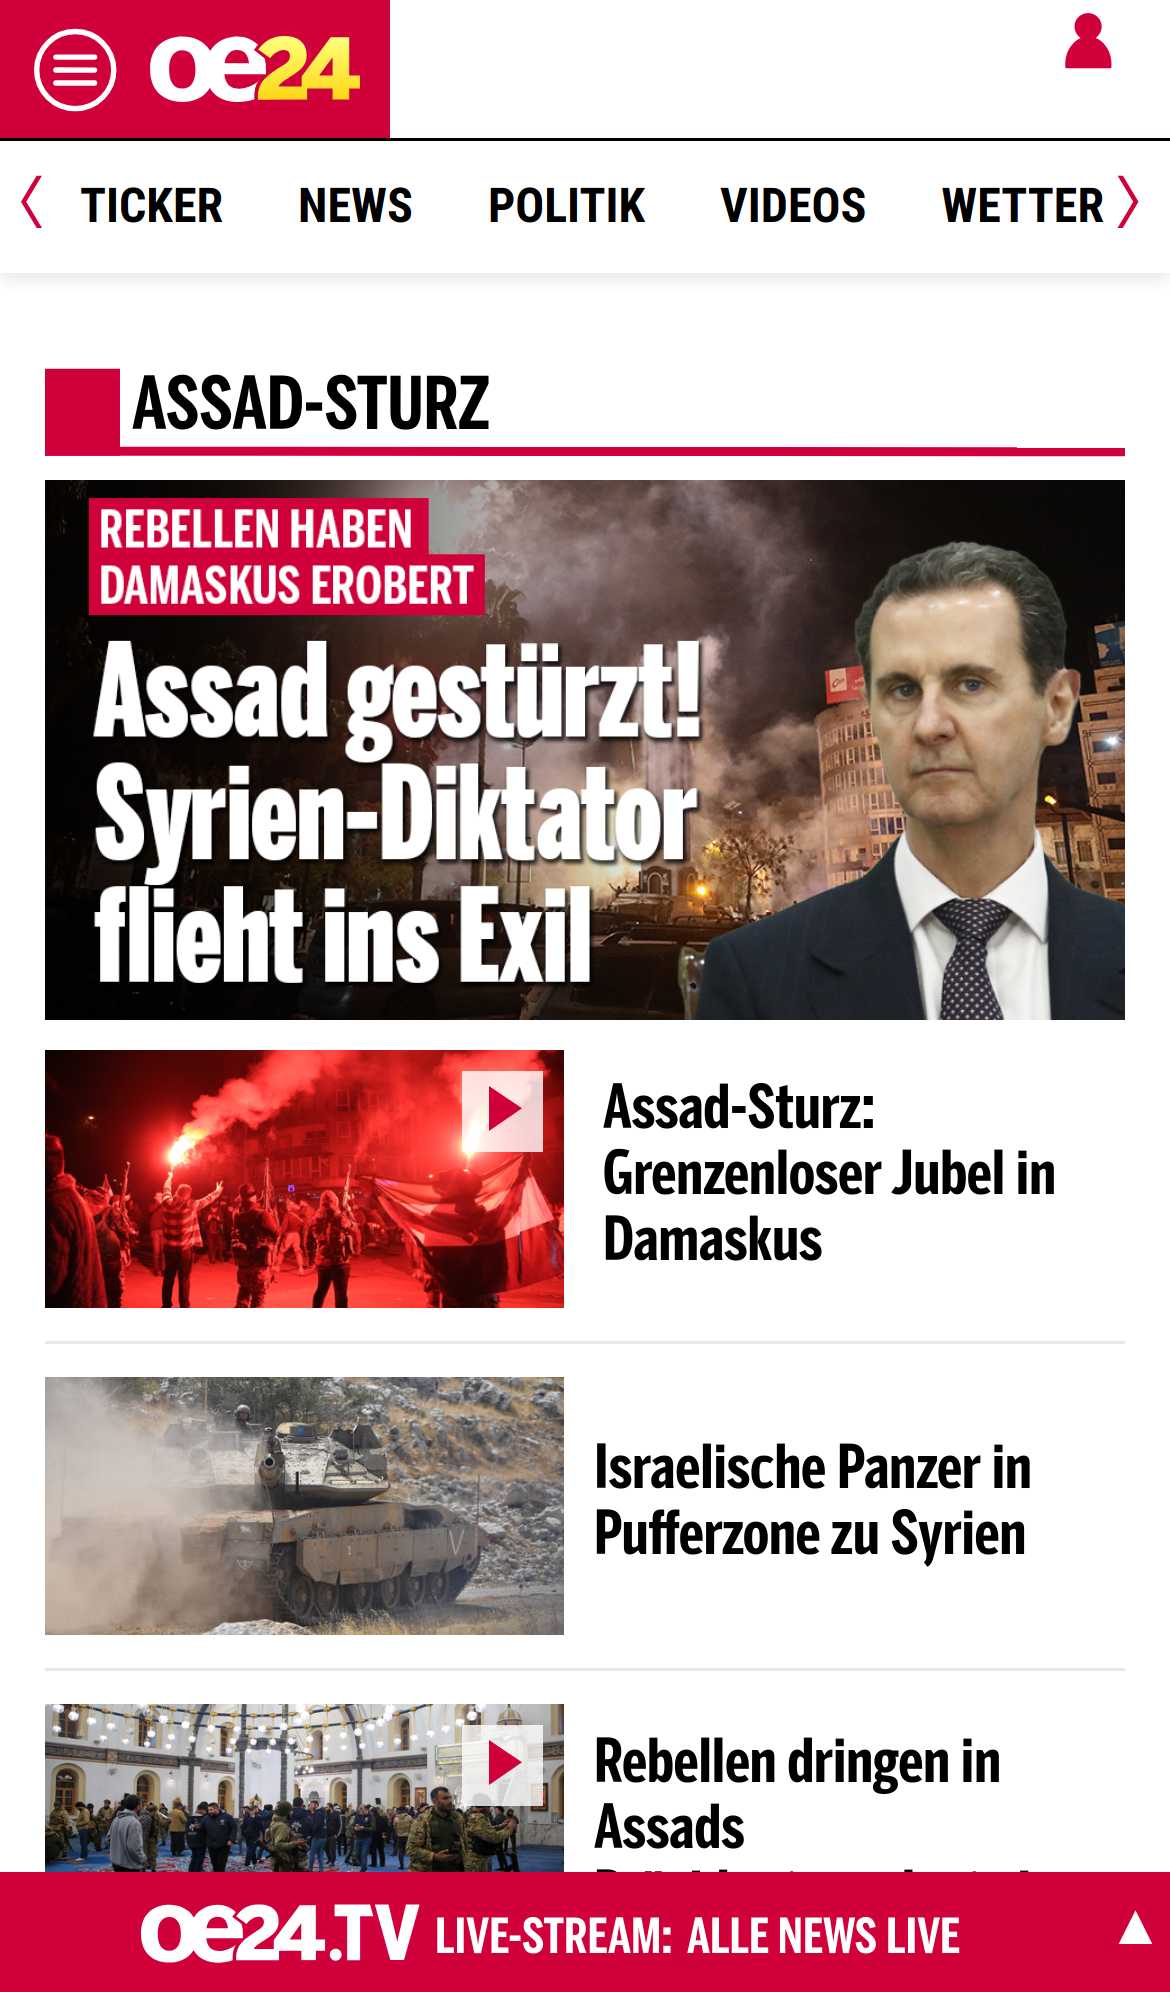 oe24
TICKER NEWS POLITIK VIDEOS WETTER
ASSAD-STURZ
REBELLEN HABEN
DAMASKUS EROBERT
Assad gestürzt!
Syrien-Diktator
flieht ins Exil
Assad-Sturz:
Grenzenloser Jubel in
Damaskus
Israelische Panzer in
Pufferzone zu Syrien
Rebellen dringen in
Assads
oe24.TV LIVE-STREAM: ALLE NEWS LIVE